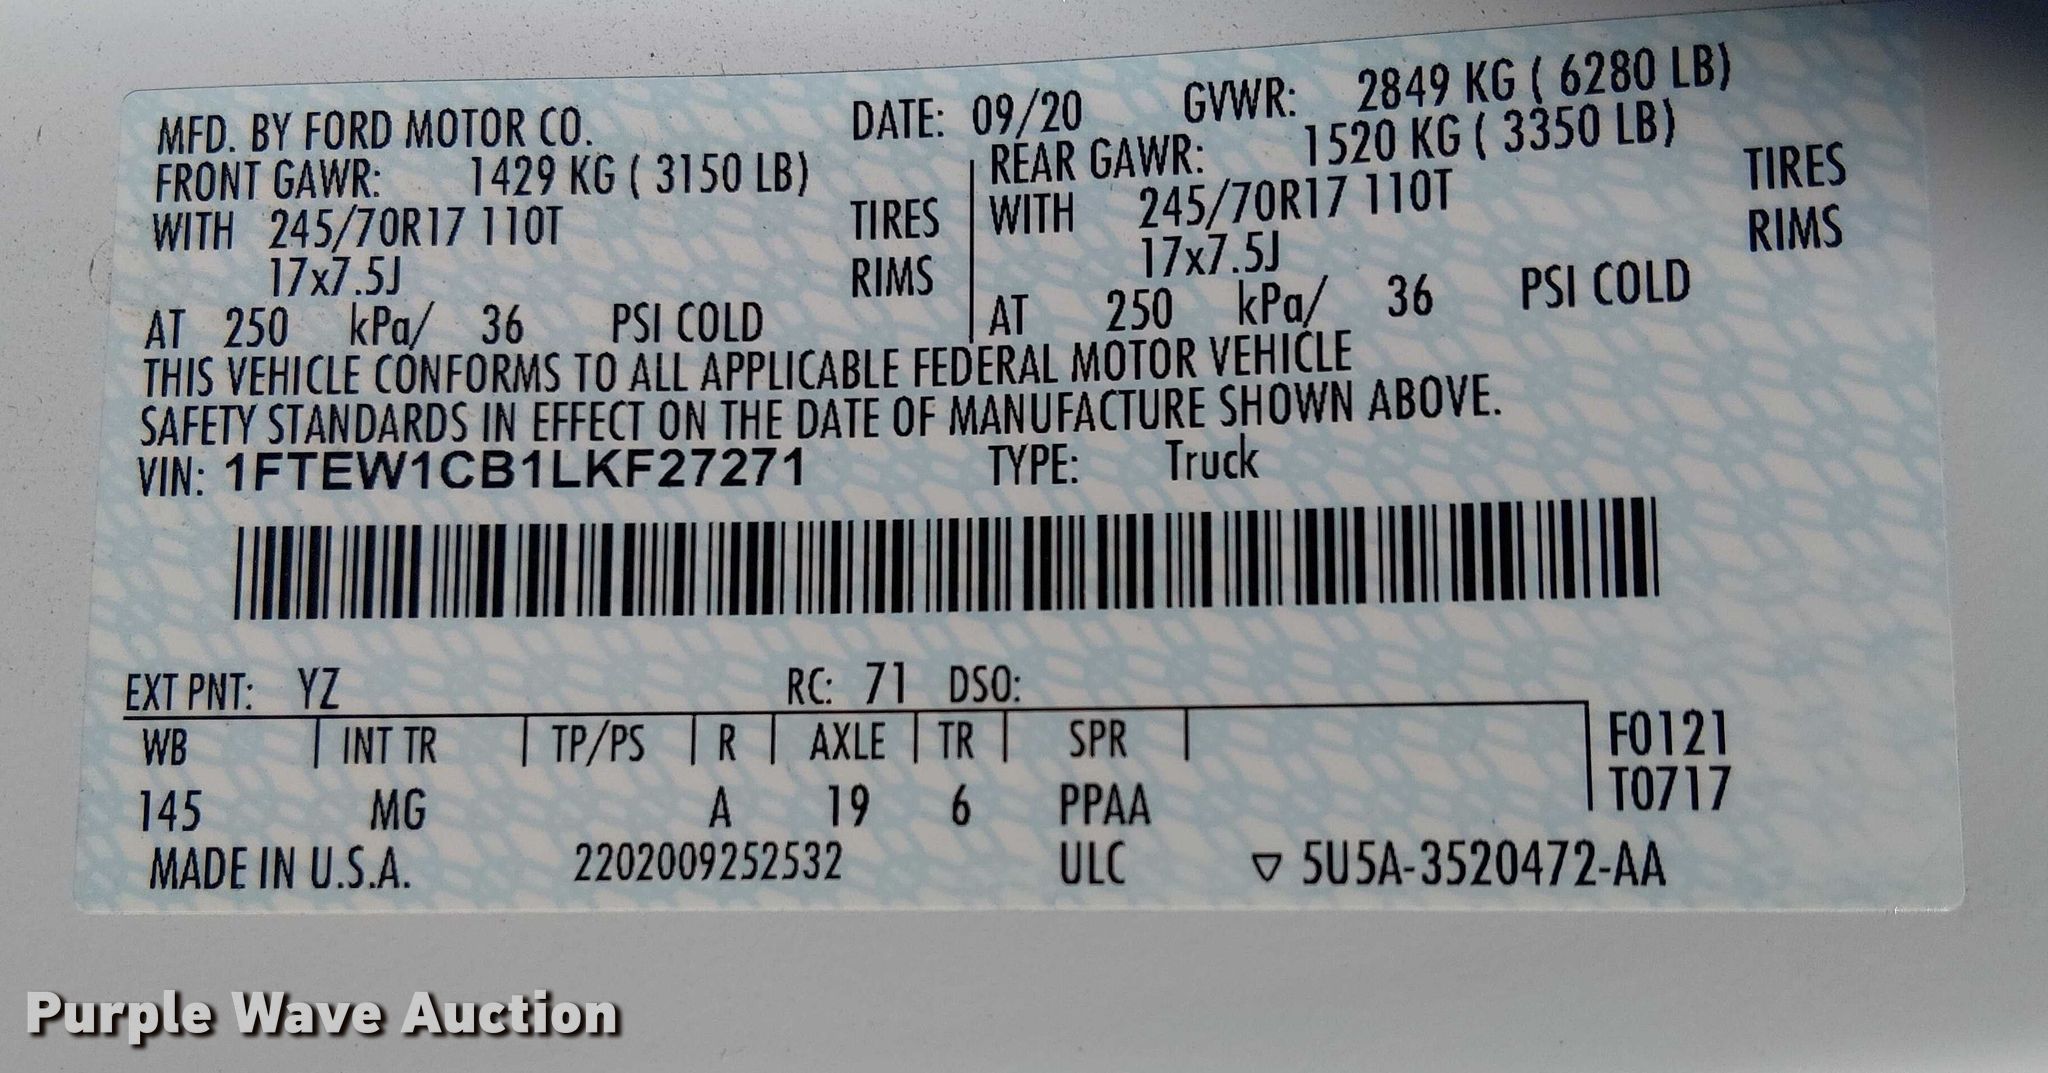 MFD. BY FORD MOTOR CO. DATE: 09/20 GVWR: 2849 KG ( 6280 LB)
FRONT GAWR: 1429 KG ( 3150 LB) REAR GAWR: 1520 KG ( 3350 LB)
WITH 245/70R17 110T TIRES WITH 245/70R17 110T TIRES
17x7.5J RIMS 17x7.5J RIMS
AT 250 kPa/ 36 PSI COLD AT 250 kPa/ 36 PSI COLD
THIS VEHICLE CONFORMS TO ALL APPLICABLE FEDERAL MOTOR VEHICLE
SAFETY STANDARDS IN EFFECT ON THE DATE OF MANUFACTURE SHOWN ABOVE.
VIN: 1FTEW1CB1LKF27271 TYPE: Truck
EXT PNT: YZ RC: 71 DSO:
WB INT TR TP/PS R AXLE TR SPR F0121
145 MG A 19 6 PPAA T0717
MADE IN U.S.A. 2202009252532 ULC ▽ 5U5A-3520472-AA
Purple Wave Auction